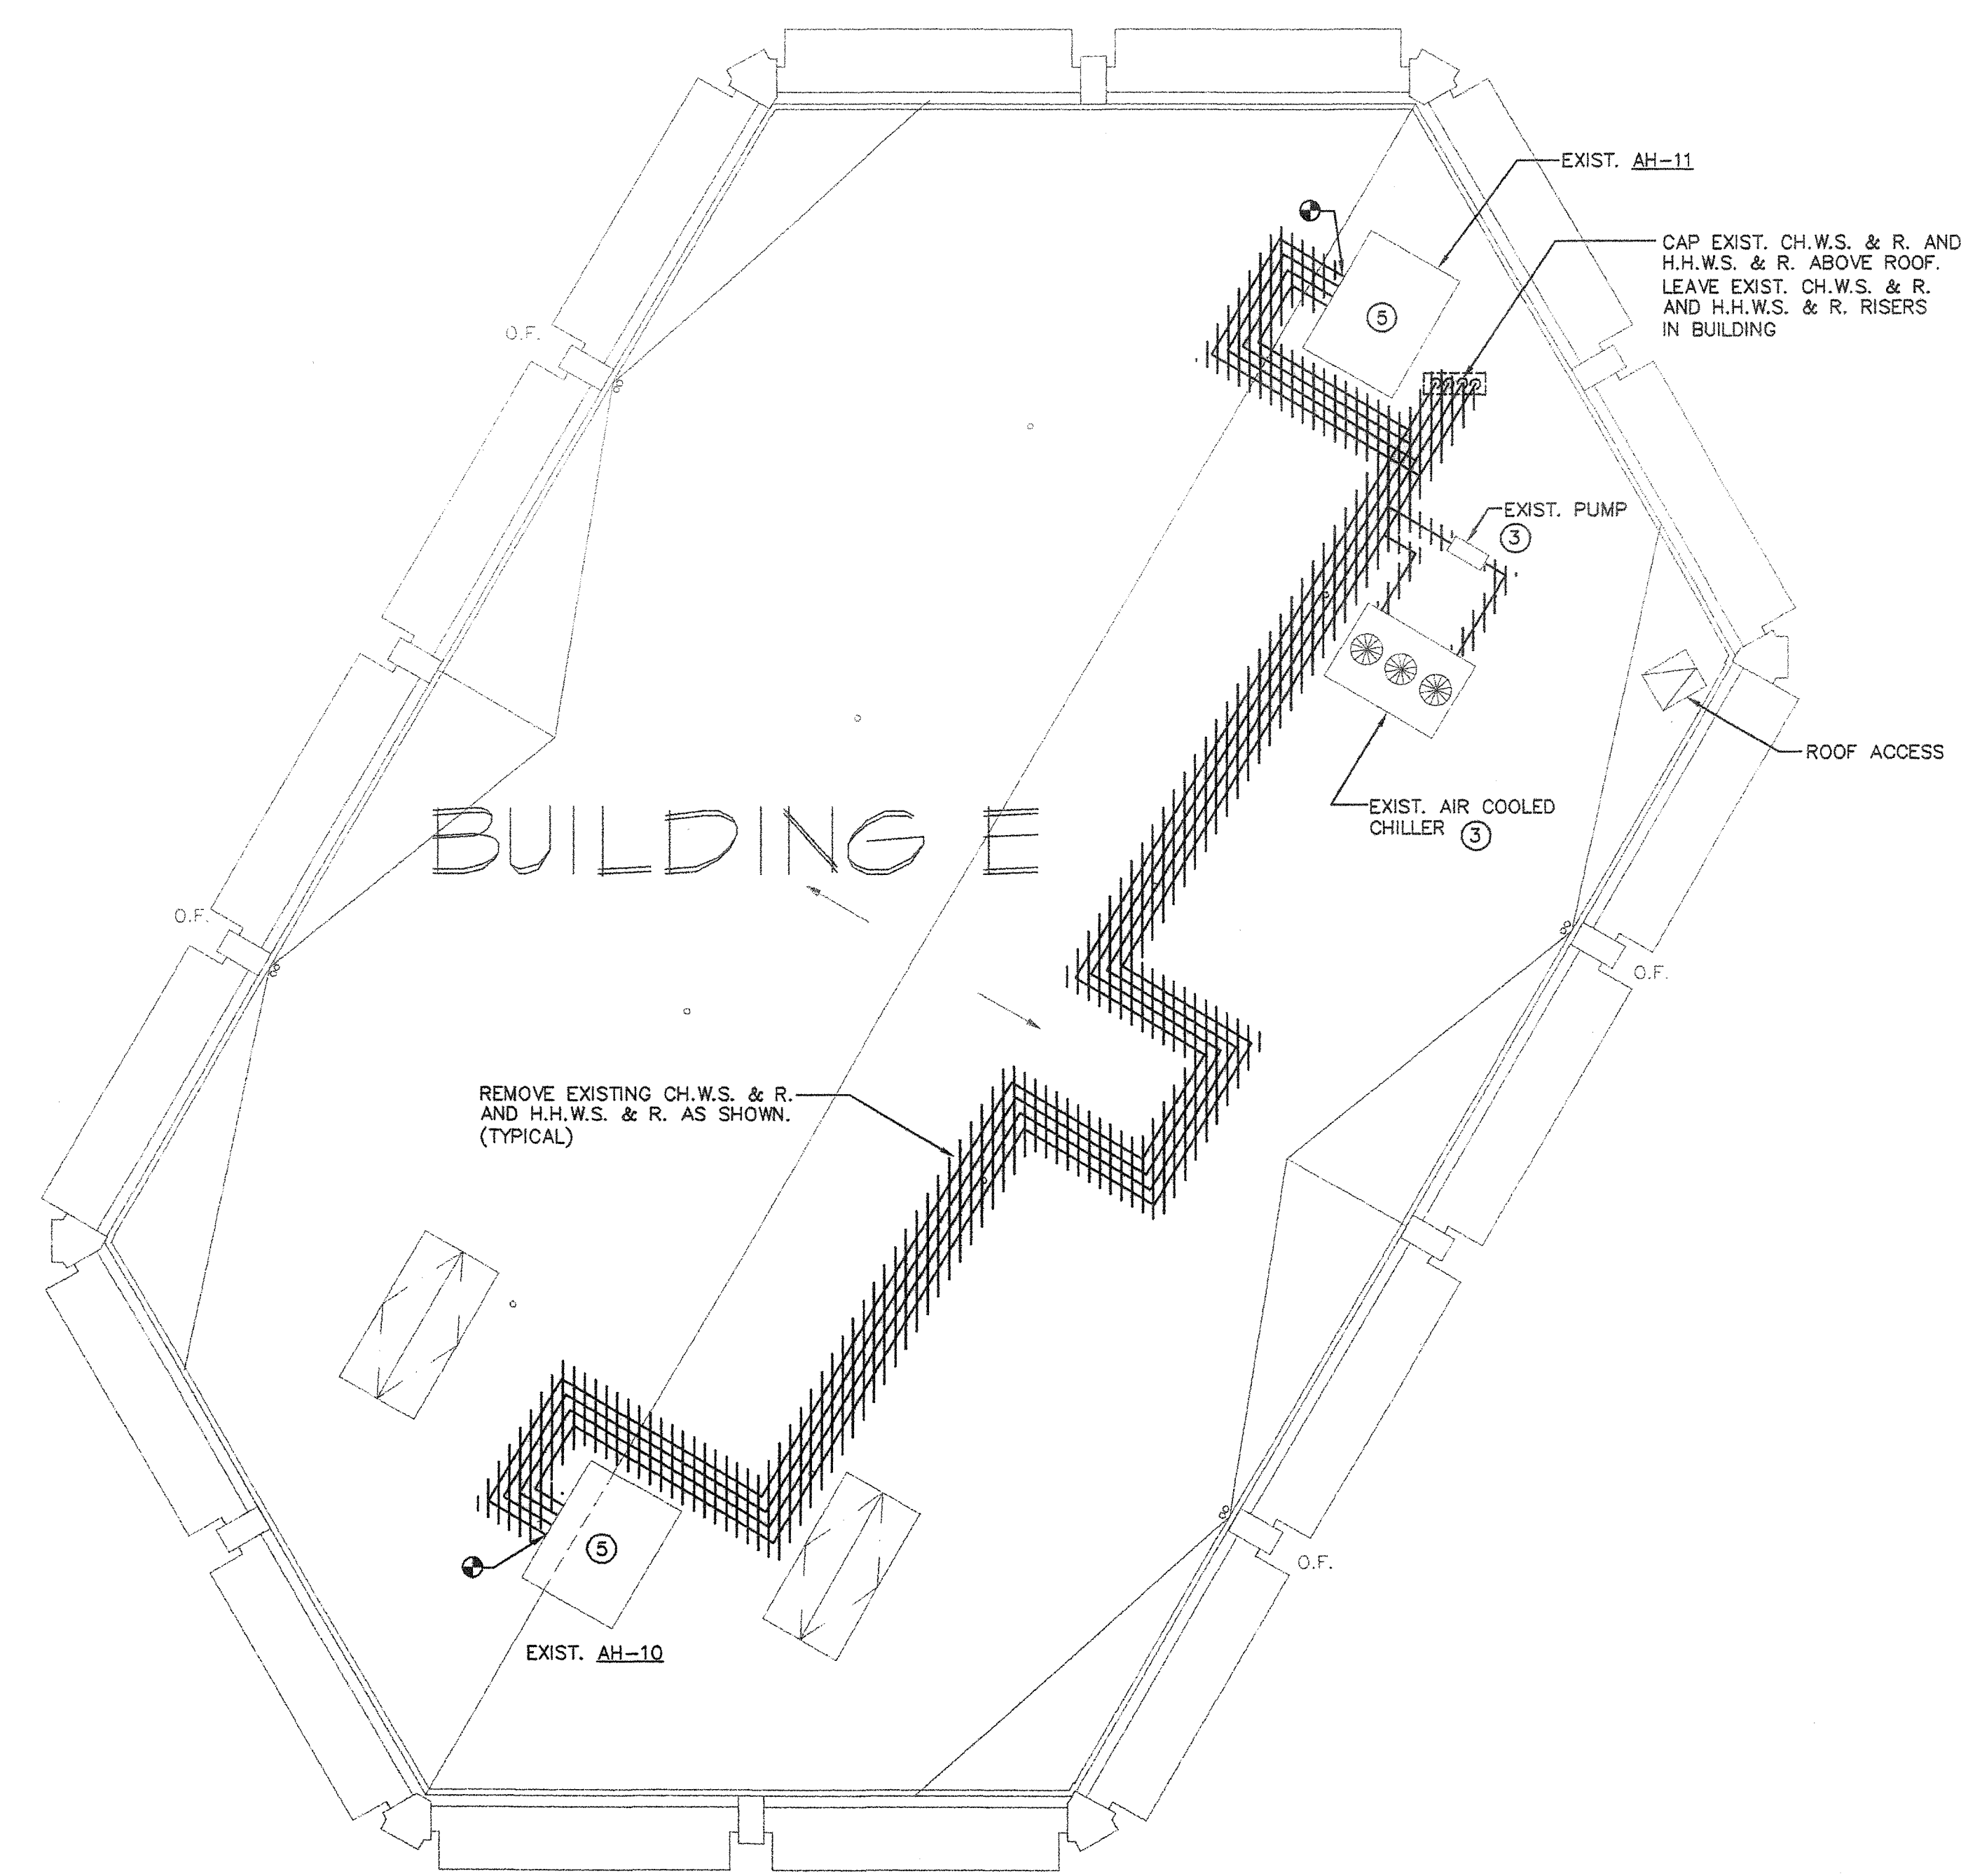 EXIST. AH-11
CAP EXIST. CH.W.S. & R. AND
H.H.W.S. & R. ABOVE ROOF.
LEAVE EXIST. CH.W.S. & R.
AND H.H.W.S. & R. RISERS
IN BUILDING
5
O.F.
EXIST. PUMP
3
ROOF ACCESS
EXIST. AIR COOLED
CHILLER 3
BUILDING E
O.F.
O.F.
REMOVE EXISTING CH.W.S. & R.
AND H.H.W.S. & R. AS SHOWN.
(TYPICAL)
5
O.F.
EXIST. AH-10